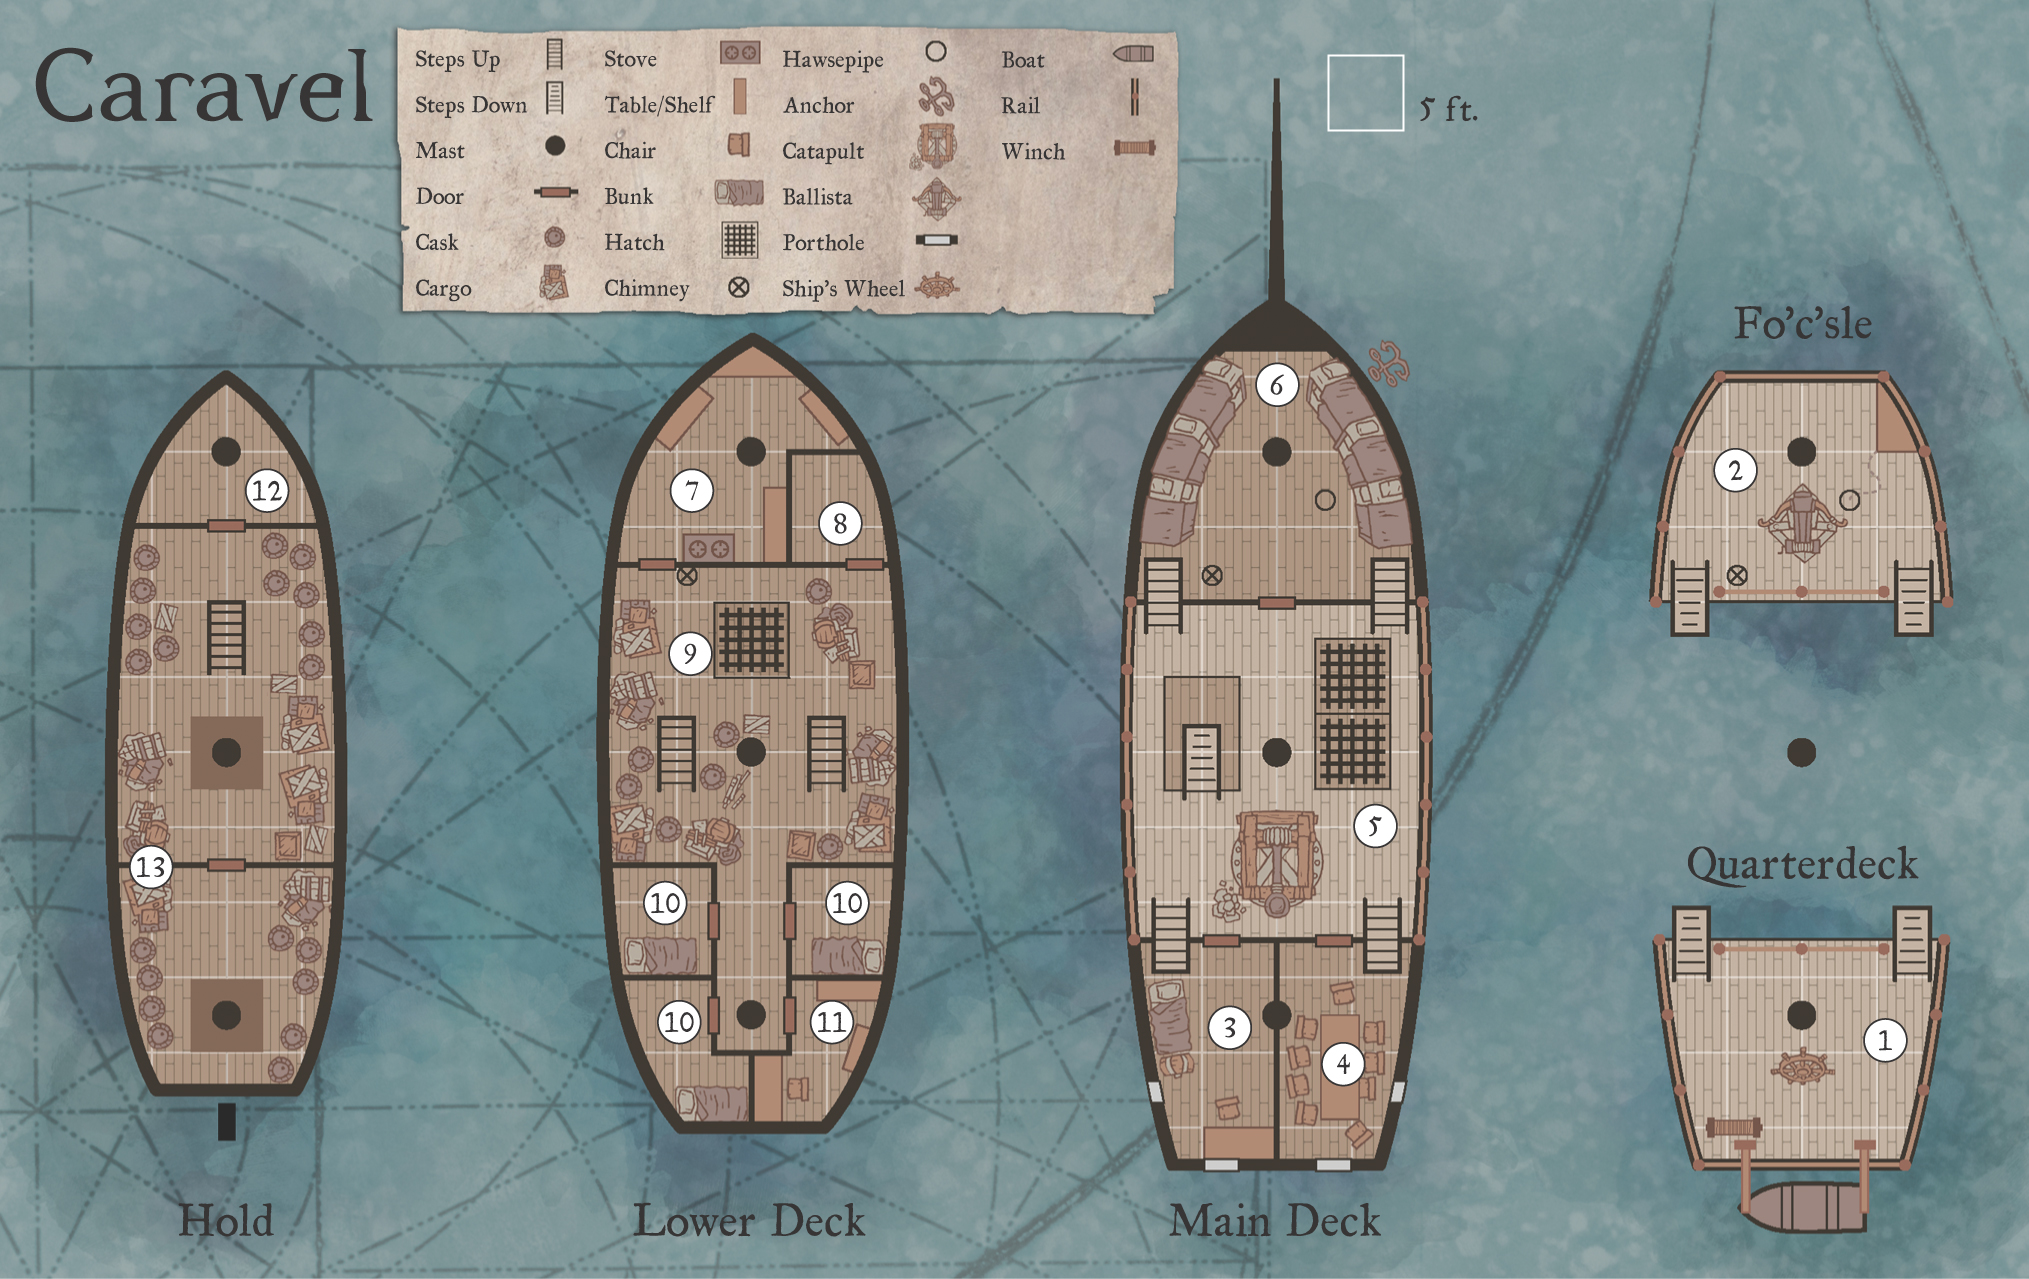 Caravel
Steps Up
Stove
Hawsepipe
Boat
Steps Down
Table/Shelf
Anchor
Rail
Mast
Chair
Catapult
Winch
Door
Bunk
Ballista
Cask
Hatch
Porthole
Cargo
Chimney
Ship's Wheel
5 ft.
Fo'c'sle
6
2
12
7
8
9
5
Quarterdeck
13
10
10
10
11
3
4
1
Hold
Lower Deck
Main Deck